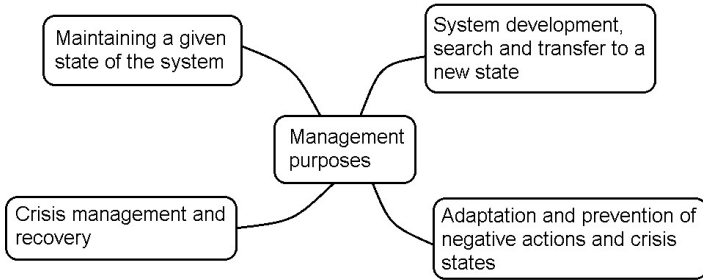 Maintaining a given
state of the system
System development,
search and transfer to a
new state
Management
purposes
Crisis management and
recovery
Adaptation and prevention of
negative actions and crisis
states